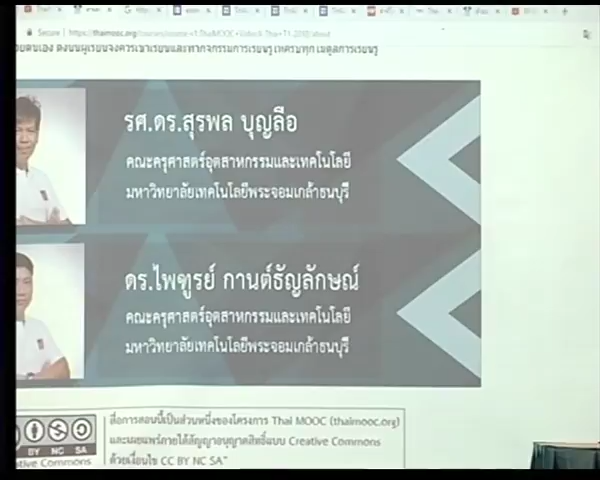 Secure https://thaimooc.org
รศ.ดร.สุรพล บุญลือ
คณะครุศาสตร์อุตสาหกรรมและเทคโนโลยี
มหาวิทยาลัยเทคโนโลยีพระจอมเกล้าธนบุรี
ดร.ไพฑูรย์ กานต์ธัญลักษณ์
คณะครุศาสตร์อุตสาหกรรมและเทคโนโลยี
มหาวิทยาลัยเทคโนโลยีพระจอมเกล้าธนบุรี
BY NC SA
สื่อการสอนนี้เป็นส่วนหนึ่งของโครงการ Thai MOOC (thaimooc.org)
และเผยแพร่ภายใต้สัญญาอนุญาตสิทธิ์แบบ Creative Commons
ด้วยเงื่อนไข CC BY NC SA"